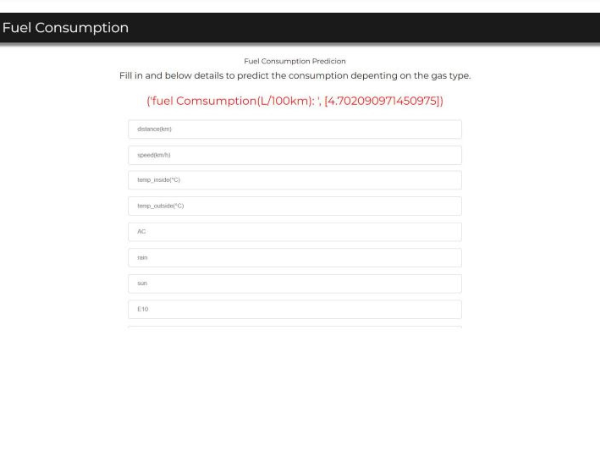 Fuel Consumption
Fuel Consumption Predicion
Fill in and below details to predict the consumption depenting on the gas type.
('fuel Comsumption(L/100km): ', [4.702090971450975])
distance(km)
speed(km/h)
temp_inside(°C)
temp_outside(°C)
AC
rain
sun
E10